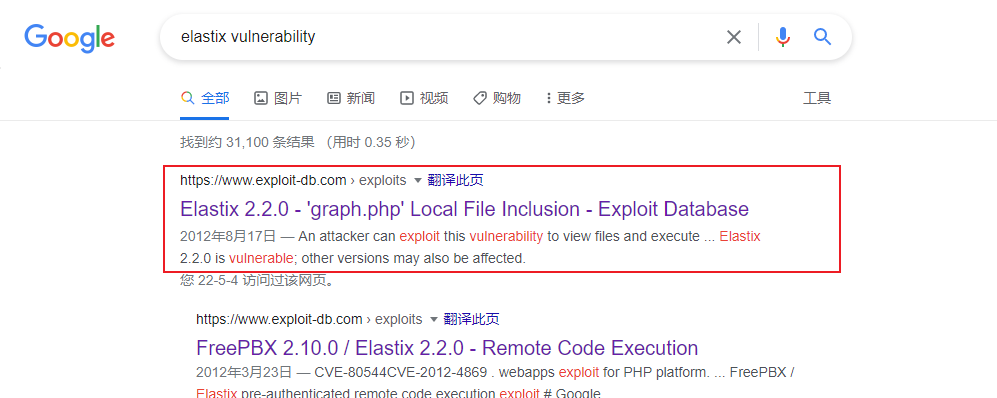 Google
elastix vulnerability
全部 图片 新闻 视频 购物 更多 工具
找到约 31,100 条结果 （用时 0.35 秒）
https://www.exploit-db.com › exploits 翻译此页
Elastix 2.2.0 - 'graph.php' Local File Inclusion - Exploit Database
2012年8月17日 — An attacker can exploit this vulnerability to view files and execute ... Elastix
2.2.0 is vulnerable; other versions may also be affected.
您 22-5-4 访问过该网页。
https://www.exploit-db.com › exploits 翻译此页
FreePBX 2.10.0 / Elastix 2.2.0 - Remote Code Execution
2012年3月23日 — CVE-80544CVE-2012-4869 . webapps exploit for PHP platform. ... FreePBX /
Elastix pre-authenticated remote code execution exploit # Google